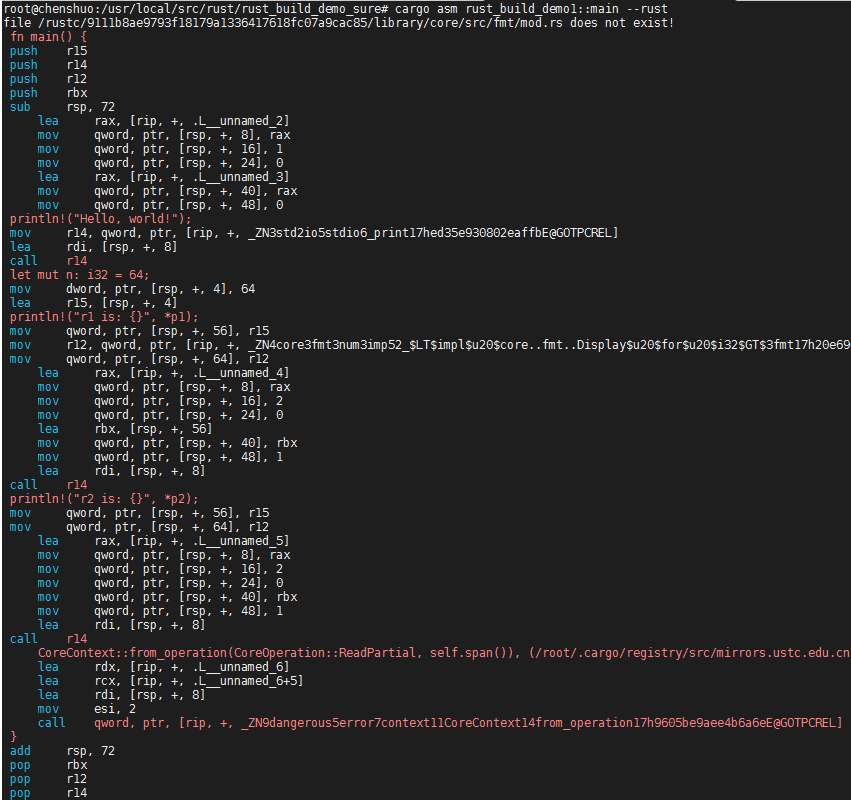 root@chenshuo:/usr/local/src/rust/rust_build_demo_sure# cargo asm rust_build_demo1::main --rust
file /rustc/9111b8ae9793f18179a1336417618fc07a9cac85/library/core/src/fmt/mod.rs does not exist!
fn main() {
push r15
push r14
push r12
push rbx
sub rsp, 72
lea rax, [rip, +, .L__unnamed_2]
mov qword, ptr, [rsp, +, 8], rax
mov qword, ptr, [rsp, +, 16], 1
mov qword, ptr, [rsp, +, 24], 0
lea rax, [rip, +, .L__unnamed_3]
mov qword, ptr, [rsp, +, 40], rax
mov qword, ptr, [rsp, +, 48], 0
println!("Hello, world!");
mov r14, qword, ptr, [rip, +, _ZN3std2io5stdio6_print17hed35e930802eaffbE@GOTPCREL]
lea rdi, [rsp, +, 8]
call r14
let mut n: i32 = 64;
mov dword, ptr, [rsp, +, 4], 64
lea r15, [rsp, +, 4]
println!("r1 is: {}", *p1);
mov qword, ptr, [rsp, +, 56], r15
mov r12, qword, ptr, [rip, +, _ZN4core3fmt3num3imp52_$LT$impl$u20$core..fmt..Display$u20$for$u20$i32$GT$3fmt17h20e69
mov qword, ptr, [rsp, +, 64], r12
lea rax, [rip, +, .L__unnamed_4]
mov qword, ptr, [rsp, +, 8], rax
mov qword, ptr, [rsp, +, 16], 2
mov qword, ptr, [rsp, +, 24], 0
lea rbx, [rsp, +, 56]
mov qword, ptr, [rsp, +, 40], rbx
mov qword, ptr, [rsp, +, 48], 1
lea rdi, [rsp, +, 8]
call r14
println!("r2 is: {}", *p2);
mov qword, ptr, [rsp, +, 56], r15
mov qword, ptr, [rsp, +, 64], r12
lea rax, [rip, +, .L__unnamed_5]
mov qword, ptr, [rsp, +, 8], rax
mov qword, ptr, [rsp, +, 16], 2
mov qword, ptr, [rsp, +, 24], 0
mov qword, ptr, [rsp, +, 40], rbx
mov qword, ptr, [rsp, +, 48], 1
lea rdi, [rsp, +, 8]
call r14
CoreContext::from_operation(CoreOperation::ReadPartial, self.span()), (/root/.cargo/registry/src/mirrors.ustc.edu.cn
lea rdx, [rip, +, .L__unnamed_6]
lea rcx, [rip, +, .L__unnamed_6+5]
lea rdi, [rsp, +, 8]
mov esi, 2
call qword, ptr, [rip, +, _ZN9dangerous5error7context11CoreContext14from_operation17h9605be9aee4b6a6eE@GOTPCREL]
}
add rsp, 72
pop rbx
pop r12
pop r14